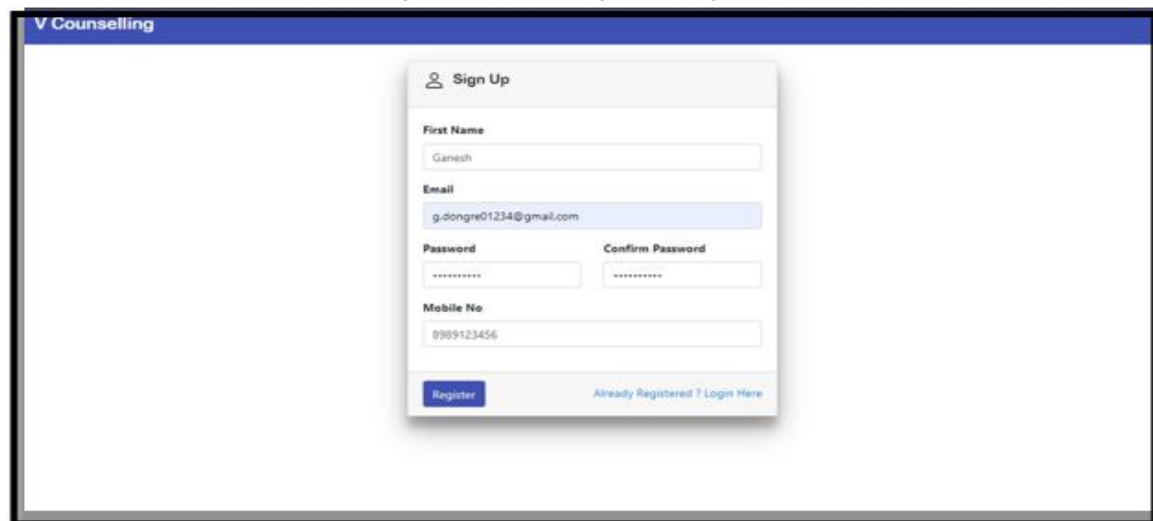 V Counselling
Sign Up
First Name
Ganesh
Email
g.dongre01234@gmail.com
Password Confirm Password
•••••••••• ••••••••••
Mobile No
8989123456
Register Already Registered ? Login Here